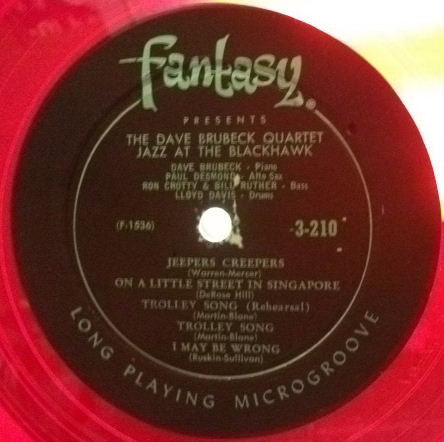 fantasy®
PRESENTS
THE DAVE BRUBECK QUARTET
JAZZ AT THE BLACKHAWK
DAVE BRUBECK - Piano
PAUL DESMOND - Alto Sax
RON CROTTY & BILL RUTHER - Bass
LLOYD DAVIS - Drums
(F-1536) 3-210
JEEPERS CREEPERS
(Warren-Mercer)
ON A LITTLE STREET IN SINGAPORE
(DeRose Hill)
TROLLEY SONG (Rehearsal)
(Martin-Blane)
TROLLEY SONG
(Martin-Blane)
I MAY BE WRONG
(Ruskin-Sullivan)
LONG PLAYING MICROGROOVE